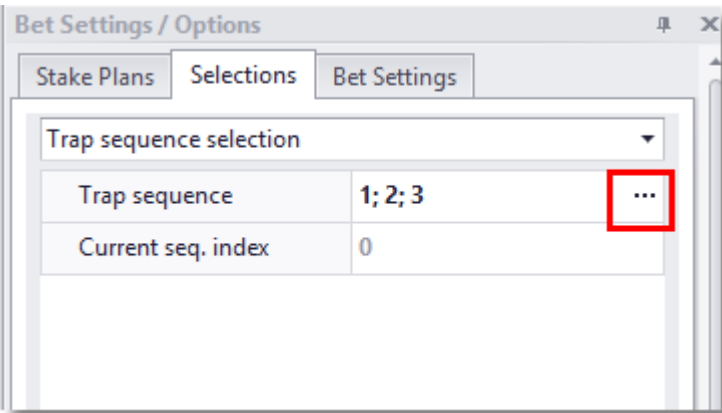 Bet Settings / Options
Stake Plans Selections Bet Settings
Trap sequence selection
Trap sequence 1; 2; 3 ...
Current seq. index 0